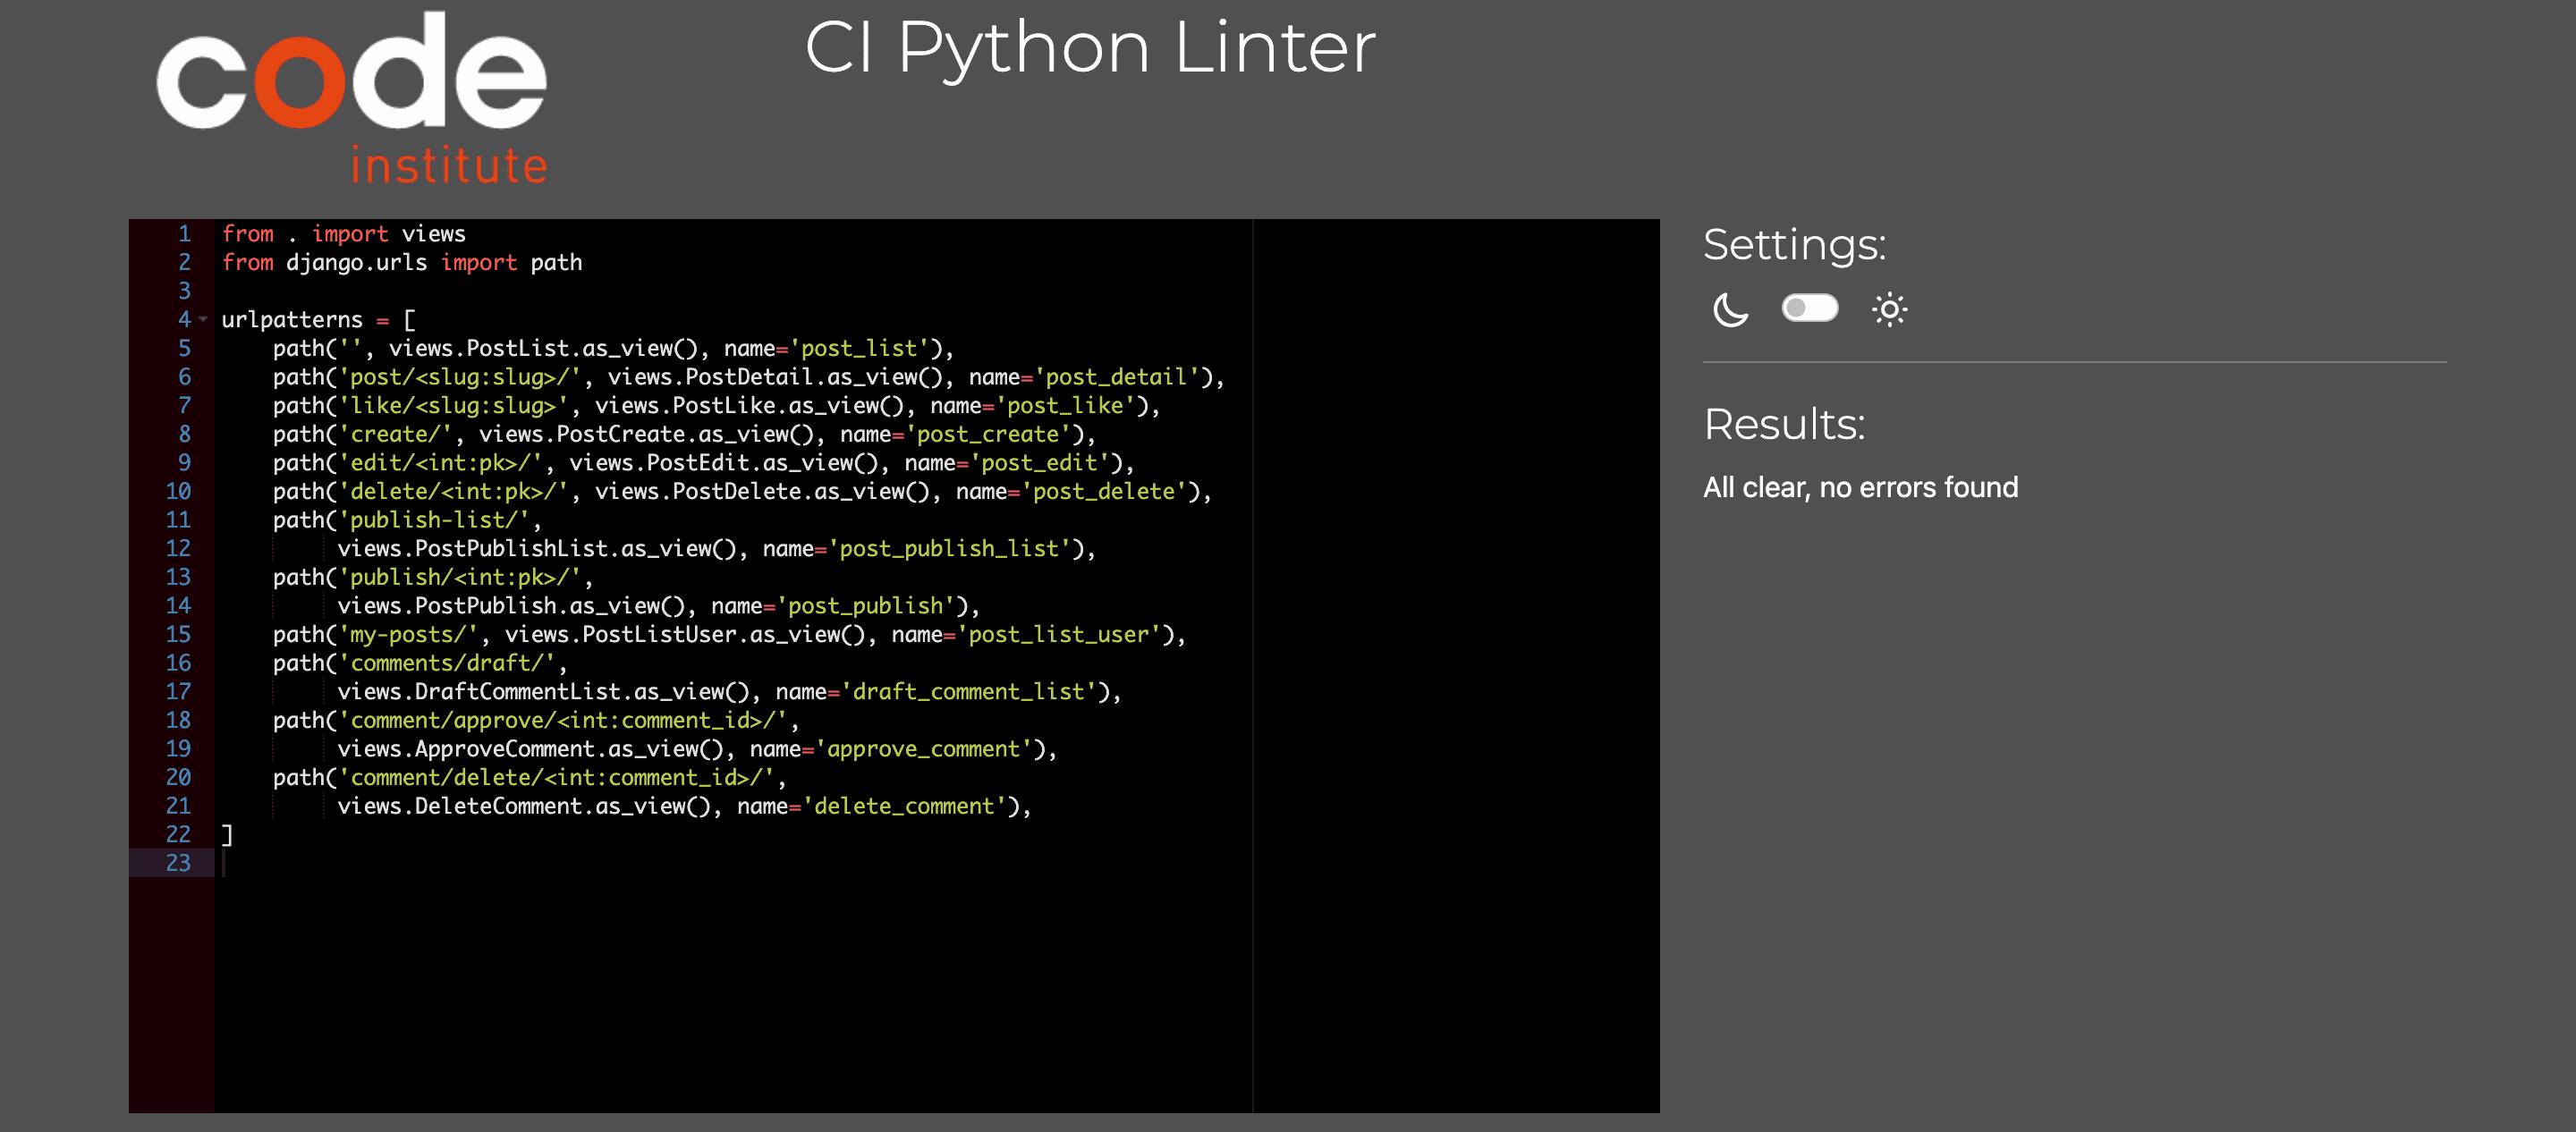 code
institute
CI Python Linter
1 from . import views
2 from django.urls import path
3
4 urlpatterns = [
5     path('', views.PostList.as_view(), name='post_list'),
6     path('post/<slug:slug>/', views.PostDetail.as_view(), name='post_detail'),
7     path('like/<slug:slug>', views.PostLike.as_view(), name='post_like'),
8     path('create/', views.PostCreate.as_view(), name='post_create'),
9     path('edit/<int:pk>/', views.PostEdit.as_view(), name='post_edit'),
10     path('delete/<int:pk>/', views.PostDelete.as_view(), name='post_delete'),
11     path('publish-list/',
12          views.PostPublishList.as_view(), name='post_publish_list'),
13     path('publish/<int:pk>/',
14          views.PostPublish.as_view(), name='post_publish'),
15     path('my-posts/', views.PostListUser.as_view(), name='post_list_user'),
16     path('comments/draft/',
17          views.DraftCommentList.as_view(), name='draft_comment_list'),
18     path('comment/approve/<int:comment_id>/',
19          views.ApproveComment.as_view(), name='approve_comment'),
20     path('comment/delete/<int:comment_id>/',
21          views.DeleteComment.as_view(), name='delete_comment'),
22 ]
23
Settings:
Results:
All clear, no errors found